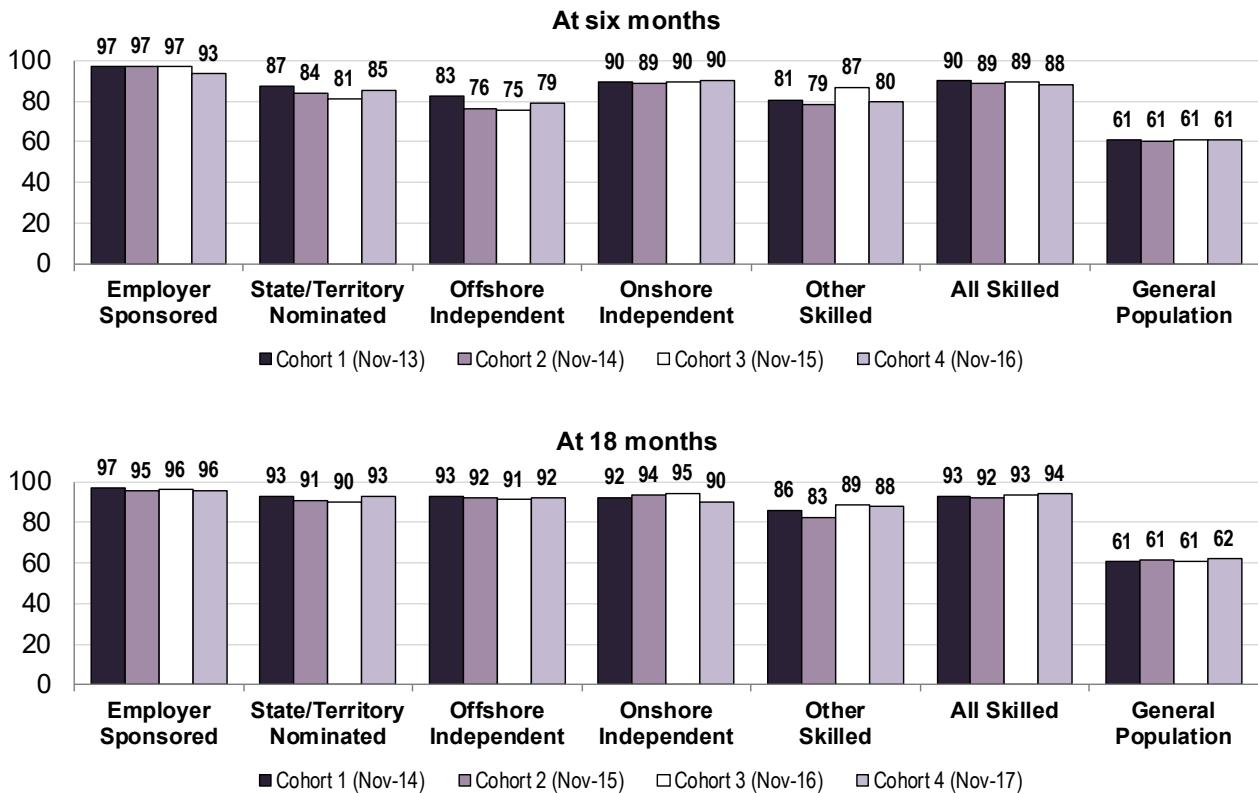 At six months
97 97 97 93 87 84 81 85 83 76 75 79 90 89 90 90 81 79 87 80 90 89 89 88 61 61 61 61
100
80
60
40
20
0
Employer Sponsored State/Territory Nominated Offshore Independent Onshore Independent Other Skilled All Skilled General Population
Cohort 1 (Nov-13) Cohort 2 (Nov-14) Cohort 3 (Nov-15) Cohort 4 (Nov-16)
At 18 months
97 95 96 96 93 91 90 93 93 92 91 92 92 94 95 90 86 83 89 88 93 92 93 94 61 61 61 62
100
80
60
40
20
0
Employer Sponsored State/Territory Nominated Offshore Independent Onshore Independent Other Skilled All Skilled General Population
Cohort 1 (Nov-14) Cohort 2 (Nov-15) Cohort 3 (Nov-16) Cohort 4 (Nov-17)